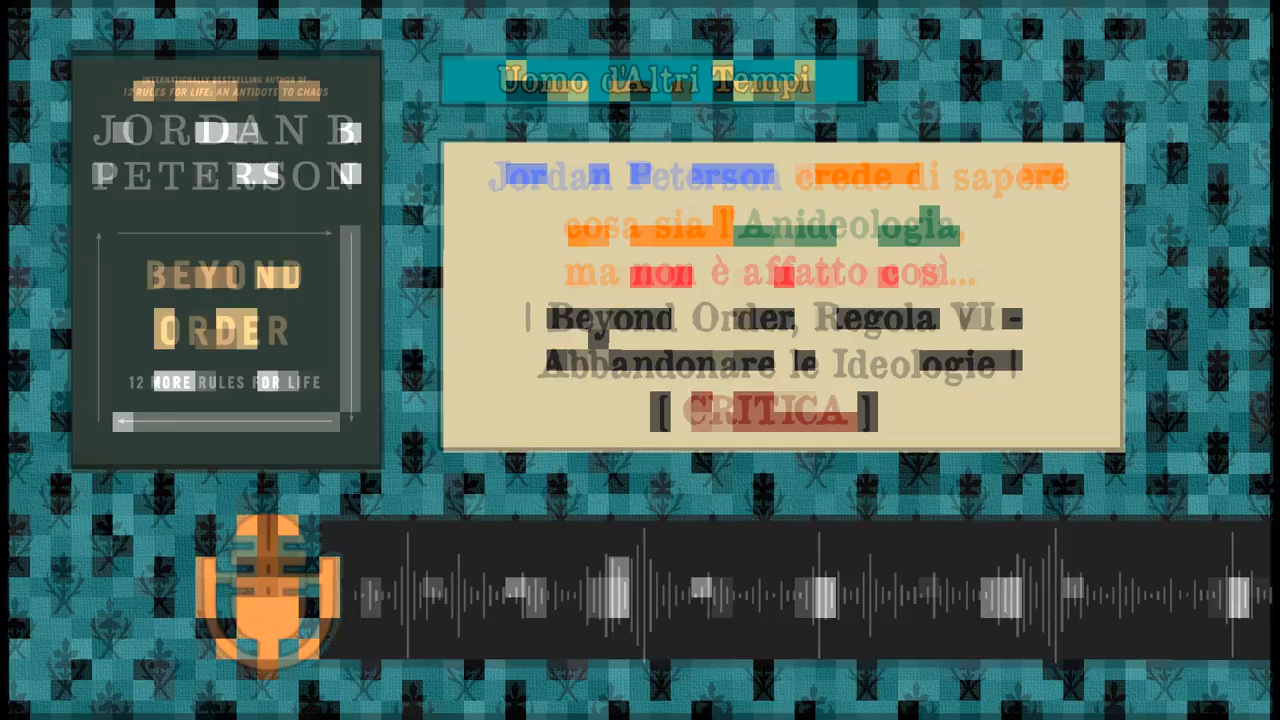 INTERNATIONALLY BESTSELLING AUTHOR OF
12 RULES FOR LIFE: AN ANTIDOTE TO CHAOS
JORDAN B
PETERSON
BEYOND
ORDER
12 MORE RULES FOR LIFE
Uomo d'Altri Tempi
Jordan Peterson crede di sapere
cosa sia l'Anideologia,
ma non è affatto così...
| Beyond Order, Regola VI -
Abbandonare le Ideologie |
[ CRITICA ]